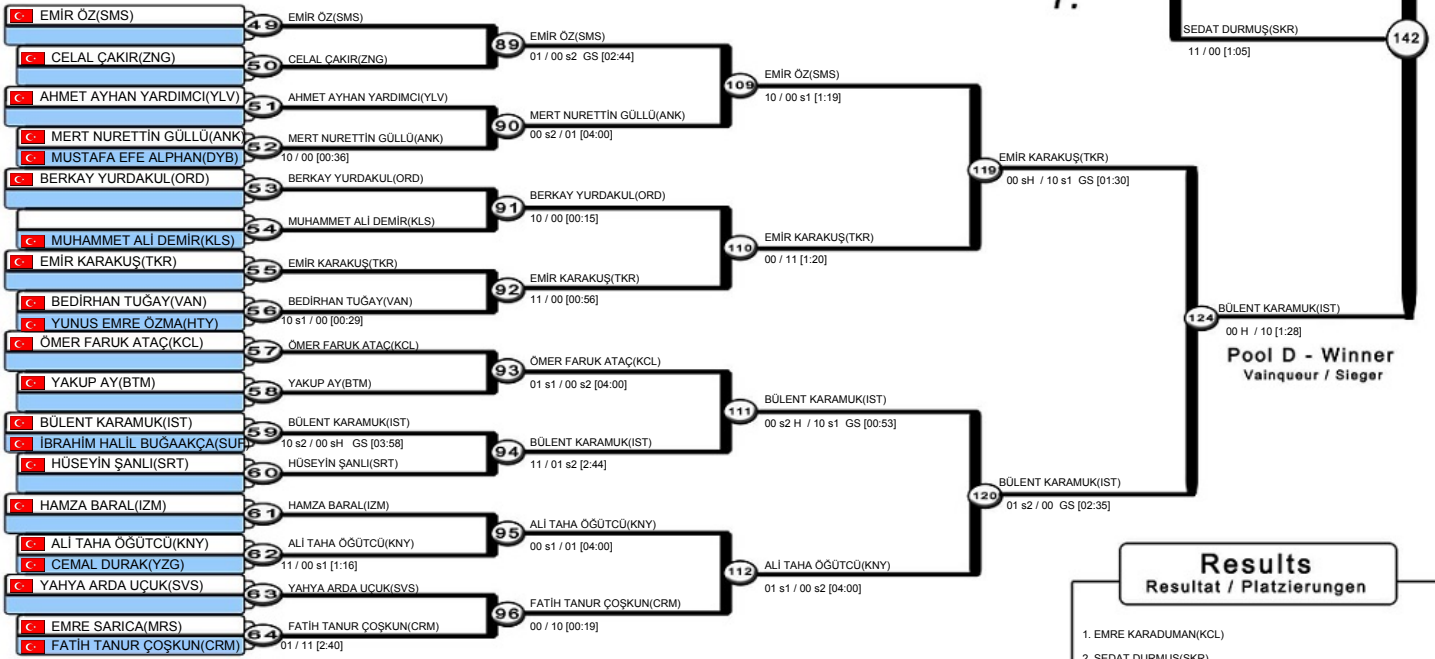 EMİR ÖZ(SMS)
CELAL ÇAKIR(ZNG)
AHMET AYHAN YARDIMCI(YLV)
MERT NURETTİN GÜLLÜ(ANK)
MUSTAFA EFE ALPHAN(DYB)
BERKAY YURDAKUL(ORD)
MUHAMMET ALİ DEMİR(KLS)
EMİR KARAKUŞ(TKR)
BEDİRHAN TUĞAY(VAN)
YUNUS EMRE ÖZMA(HTY)
ÖMER FARUK ATAÇ(KCL)
YAKUP AY(BTM)
BÜLENT KARAMUK(IST)
İBRAHİM HALİL BUĞAAKÇA(SUR
HÜSEYİN ŞANLI(SRT)
HAMZA BARAL(IZM)
ALİ TAHA ÖĞÜTCÜ(KNY)
CEMAL DURAK(YZG)
YAHYA ARDA UÇUK(SVS)
EMRE SARICA(MRS)
FATİH TANUR ÇOŞKUN(CRM)
49
EMİR ÖZ(SMS)
50
CELAL ÇAKIR(ZNG)
51
AHMET AYHAN YARDIMCI(YLV)
52
MERT NURETTİN GÜLLÜ(ANK)
10 / 00 [00:36]
53
BERKAY YURDAKUL(ORD)
54
MUHAMMET ALİ DEMİR(KLS)
55
EMİR KARAKUŞ(TKR)
56
BEDİRHAN TUĞAY(VAN)
10 s1 / 00 [00:29]
57
ÖMER FARUK ATAÇ(KCL)
58
YAKUP AY(BTM)
59
BÜLENT KARAMUK(IST)
10 s2 / 00 sH GS [03:58]
60
HÜSEYİN ŞANLI(SRT)
61
HAMZA BARAL(IZM)
62
ALİ TAHA ÖĞÜTCÜ(KNY)
11 / 00 s1 [1:16]
63
YAHYA ARDA UÇUK(SVS)
64
FATİH TANUR ÇOŞKUN(CRM)
01 / 11 [2:40]
89
EMİR ÖZ(SMS)
01 / 00 s2 GS [02:44]
90
MERT NURETTİN GÜLLÜ(ANK)
00 s2 / 01 [04:00]
91
BERKAY YURDAKUL(ORD)
10 / 00 [00:15]
92
EMİR KARAKUŞ(TKR)
11 / 00 [00:56]
93
ÖMER FARUK ATAÇ(KCL)
01 s1 / 00 s2 [04:00]
94
BÜLENT KARAMUK(IST)
11 / 01 s2 [2:44]
95
ALİ TAHA ÖĞÜTCÜ(KNY)
00 s1 / 01 [04:00]
96
FATİH TANUR ÇOŞKUN(CRM)
00 / 10 [00:19]
109
EMİR ÖZ(SMS)
10 / 00 s1 [1:19]
110
EMİR KARAKUŞ(TKR)
00 / 11 [1:20]
111
BÜLENT KARAMUK(IST)
00 s2 H / 10 s1 GS [00:53]
112
ALİ TAHA ÖĞÜTCÜ(KNY)
01 s1 / 00 s2 [04:00]
119
EMİR KARAKUŞ(TKR)
00 sH / 10 s1 GS [01:30]
120
BÜLENT KARAMUK(IST)
01 s2 / 00 GS [02:35]
SEDAT DURMUŞ(SKR)
11 / 00 [1:05]
142
124
BÜLENT KARAMUK(IST)
00 H / 10 [1:28]
Pool D - Winner
Vainqueur / Sieger
Results
Resultat / Platzierungen
1. EMRE KARADUMAN(KCL)
2. SEDAT DURMUŞ(SKR)